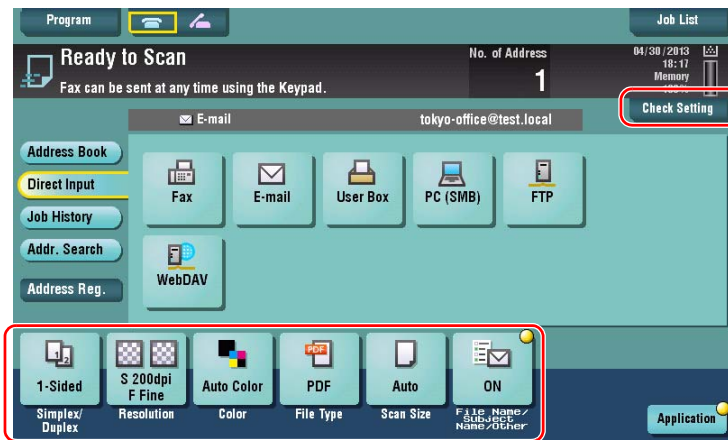 Program
Job List
Ready to Scan
No. of Address
04/30/2013
18:17
Memory
1
Fax can be sent at any time using the Keypad.
Check Setting
E-mail
tokyo-office@test.local
Address Book
Direct Input
Job History
Addr. Search
Address Reg.
Fax
E-mail
User Box
PC (SMB)
FTP
WebDAV
1-Sided
S 200dpi
F Fine
Auto Color
PDF
PDF
Auto
ON
Simplex/
Duplex
Resolution
Color
File Type
Scan Size
File Name/
Subject
Name/Other
Application